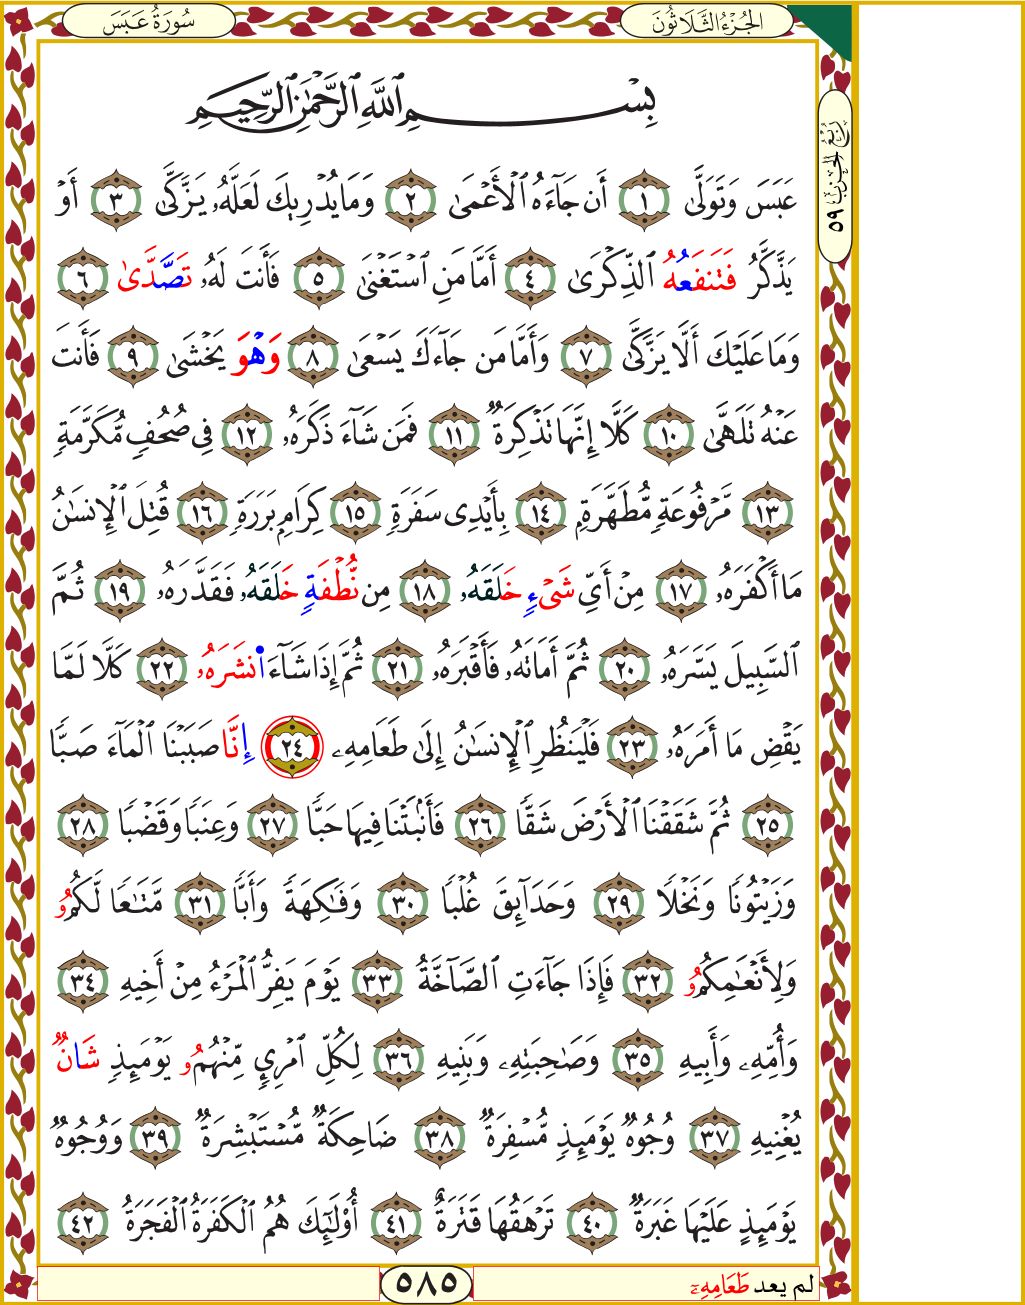 سُورَةُ عَبَسَ
الجُزْءُ الثَّلَاثُونَ
رُبْعُ الحِزْبِ ٥٩
بِسْمِ ٱللَّهِ ٱلرَّحْمَٰنِ ٱلرَّحِيمِ
عَبَسَ وَتَوَلَّىٰ ١ أَن جَآءَهُ ٱلْأَعْمَىٰ ٢ وَمَا يُدْرِيكَ لَعَلَّهُۥ يَزَّكَّىٰ ٣ أَوْ
يَذَّكَّرُ فَتَنفَعُهُ ٱلذِّكْرَىٰ ٤ أَمَّا مَنِ ٱسْتَغْنَىٰ ٥ فَأَنتَ لَهُۥ تَصَّدَّىٰ ٦
وَمَا عَلَيْكَ أَلَّا يَزَّكَّىٰ ٧ وَأَمَّا مَن جَآءَكَ يَسْعَىٰ ٨ وَهْوَ يَخْشَىٰ ٩ فَأَنتَ
عَنْهُ تَلَهَّىٰ ١٠ كَلَّآ إِنَّهَا تَذْكِرَةٌ ١١ فَمَن شَآءَ ذَكَرَهُۥ ١٢ فِى صُحُفٍ مُّكَرَّمَةٍ
١٣ مَّرْفُوعَةٍ مُّطَهَّرَةٍۭ ١٤ بِأَيْدِى سَفَرَةٍ ١٥ كِرَامٍۭ بَرَرَةٍ ١٦ قُتِلَ ٱلْإِنسَٰنُ
مَآ أَكْفَرَهُۥ ١٧ مِنْ أَىِّ شَىْءٍ خَلَقَهُۥ ١٨ مِن نُّطْفَةٍ خَلَقَهُۥ فَقَدَّرَهُۥ ١٩ ثُمَّ
ٱلسَّبِيلَ يَسَّرَهُۥ ٢٠ ثُمَّ أَمَاتَهُۥ فَأَقْبَرَهُۥ ٢١ ثُمَّ إِذَا شَآءَ ا۬نشَرَهُۥ ٢٢ كَلَّا لَمَّا
يَقْضِ مَآ أَمَرَهُۥ ٢٣ فَلْيَنظُرِ ٱلْإِنسَٰنُ إِلَىٰ طَعَامِهِۦ ٢٤ إِنَّا صَبَبْنَا ٱلْمَآءَ صَبًّا
٢٥ ثُمَّ شَقَقْنَا ٱلْأَرْضَ شَقًّا ٢٦ فَأَنۢبَتْنَا فِيهَا حَبًّا ٢٧ وَعِنَبًا وَقَضْبًا ٢٨
وَزَيْتُونًا وَنَخْلًا ٢٩ وَحَدَآئِقَ غُلْبًا ٣٠ وَفَٰكِهَةً وَأَبًّا ٣١ مَّتَٰعًا لَّكُمُۥ
وَلِأَنْعَٰمِكُمُۥ ٣٢ فَإِذَا جَآءَتِ ٱلصَّآخَّةُ ٣٣ يَوْمَ يَفِرُّ ٱلْمَرْءُ مِنْ أَخِيهِ ٣٤
وَأُمِّهِۦ وَأَبِيهِ ٣٥ وَصَٰحِبَتِهِۦ وَبَنِيهِ ٣٦ لِكُلِّ ٱمْرِئٍ مِّنْهُمُۥ يَوْمَئِذٍ شَانٌ
يُغْنِيهِ ٣٧ وُجُوهٌ يَوْمَئِذٍ مُّسْفِرَةٌ ٣٨ ضَاحِكَةٌ مُّسْتَبْشِرَةٌ ٣٩ وَوُجُوهٌ
يَوْمَئِذٍ عَلَيْهَا غَبَرَةٌ ٤٠ تَرْهَقُهَا قَتَرَةٌ ٤١ أُو۟لَٰٓئِكَ هُمُ ٱلْكَفَرَةُ ٱلْفَجَرَةُ ٤٢
لم يعد طَعَامِهِۦٓ
٥٨٥